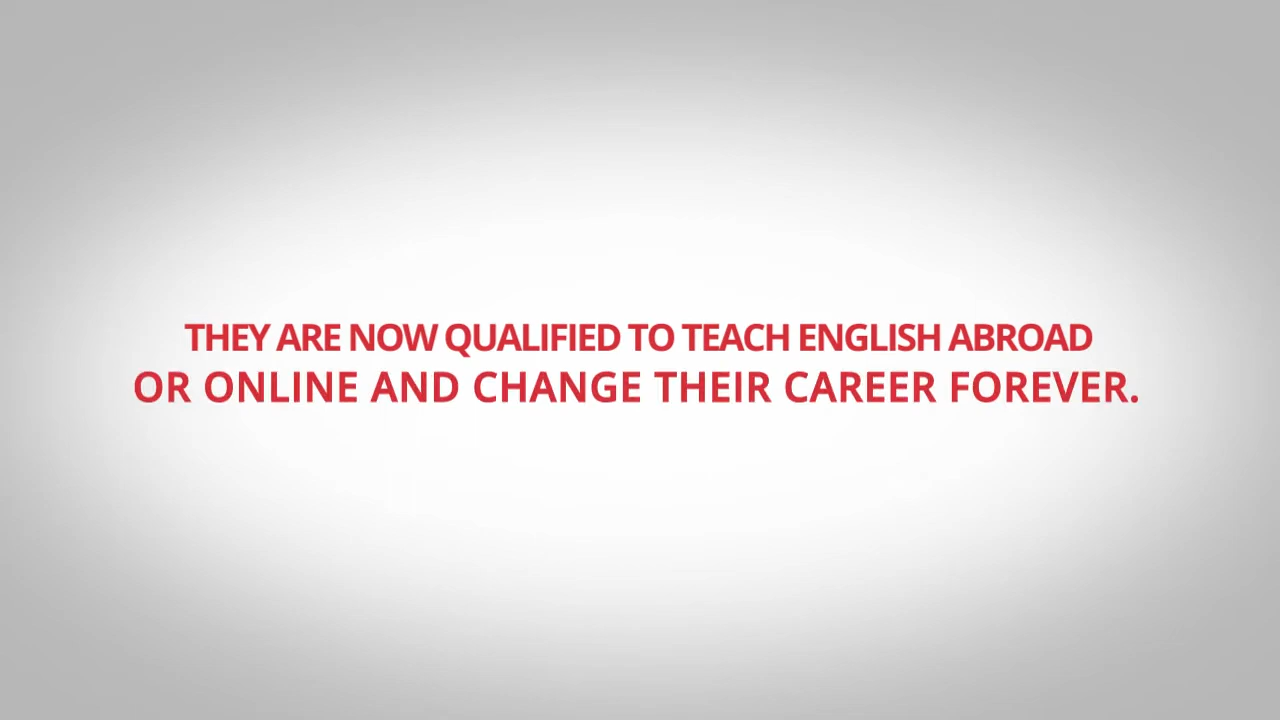 THEY ARE NOW QUALIFIED TO TEACH ENGLISH ABROAD
OR ONLINE AND CHANGE THEIR CAREER FOREVER.